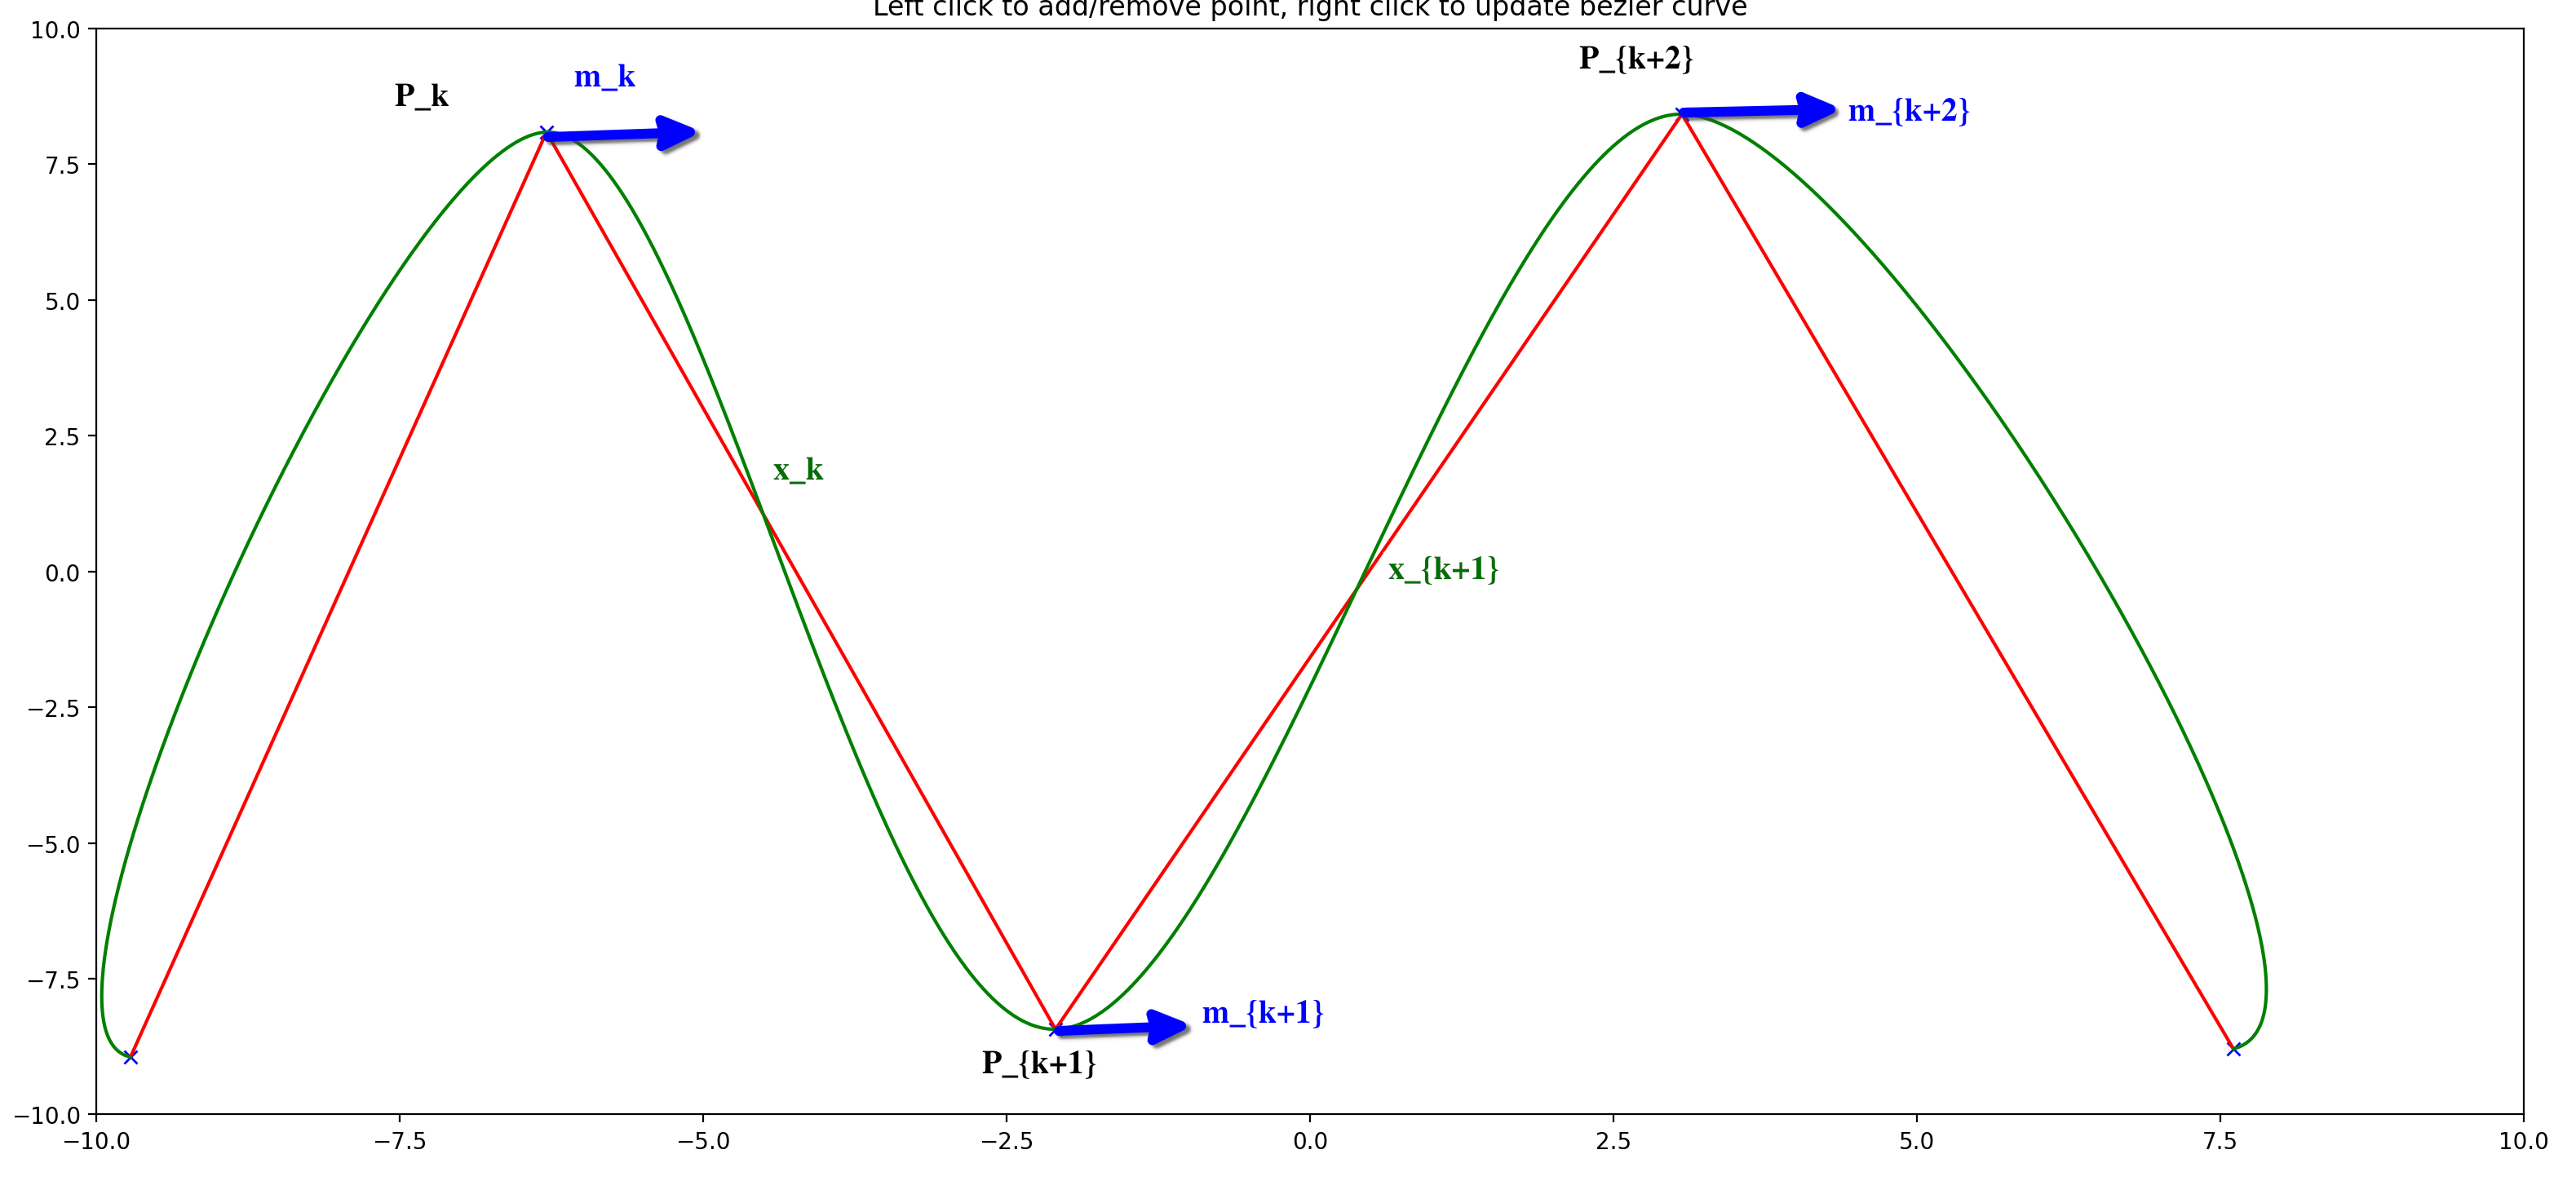 Left click to add/remove point, right click to update bezier curve
10.0
7.5
5.0
2.5
0.0
−2.5
−5.0
−7.5
−10.0
P_k
m_k
P_{k+2}
m_{k+2}
x_k
x_{k+1}
m_{k+1}
P_{k+1}
−10.0 −7.5 −5.0 −2.5 0.0 2.5 5.0 7.5 10.0